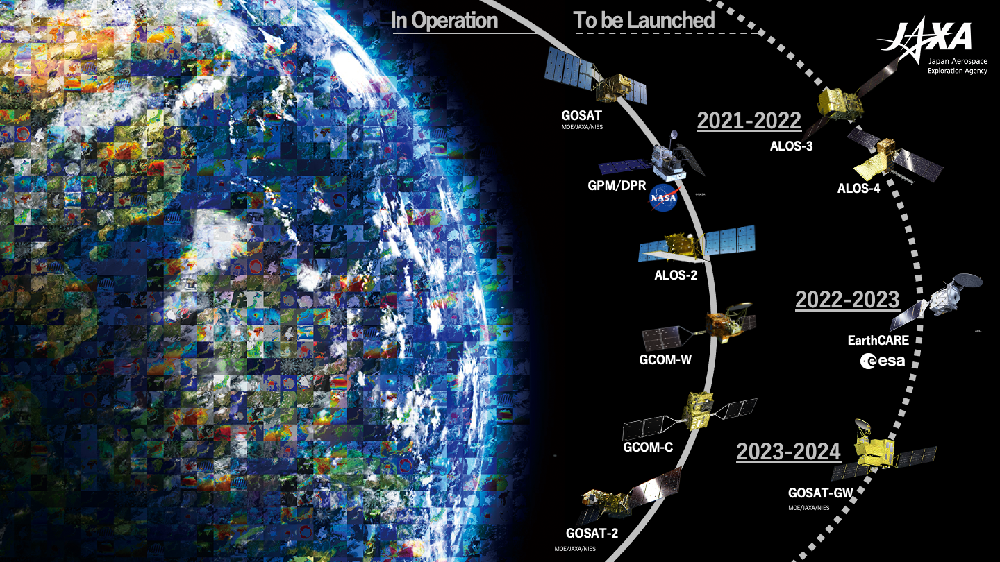 In Operation
To be Launched
JAXA
Japan Aerospace
Exploration Agency
GOSAT
MOE/JAXA/NIES
2021-2022
ALOS-3
GPM/DPR
NASA
©NASA
ALOS-4
ALOS-2
2022-2023
EarthCARE
esa
©ESA
GCOM-W
GCOM-C
2023-2024
GOSAT-GW
MOE/JAXA/NIES
GOSAT-2
MOE/JAXA/NIES